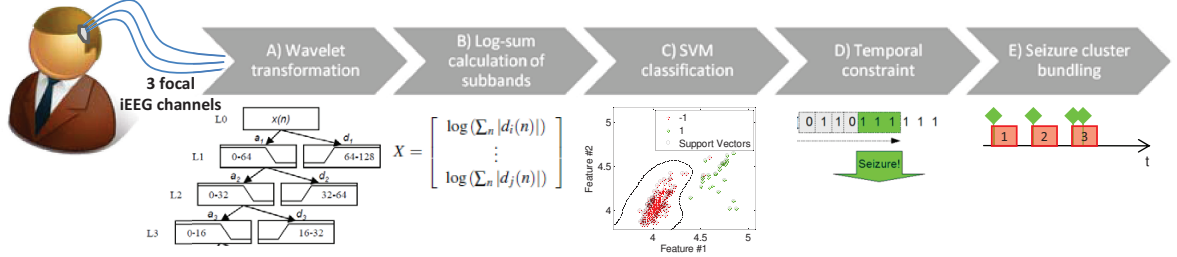 3 focal
iEEG channels
A) Wavelet
transformation
B) Log-sum
calculation of
subbands
C) SVM
classification
D) Temporal
constraint
E) Seizure cluster
bundling
L0
x(n)
a1
d1
L1
0-64
64-128
a2
d2
L2
0-32
32-64
a3
d3
L3
0-16
16-32
X = [ log (∑n |di(n)|)
⋮
log (∑n |dj(n)|) ]
-1
1
Support Vectors
Feature #2
5
4.5
4
4
4.5
5
Feature #1
0 1 1 0 1 1 1 1 1 1
Seizure!
1
2
3
t